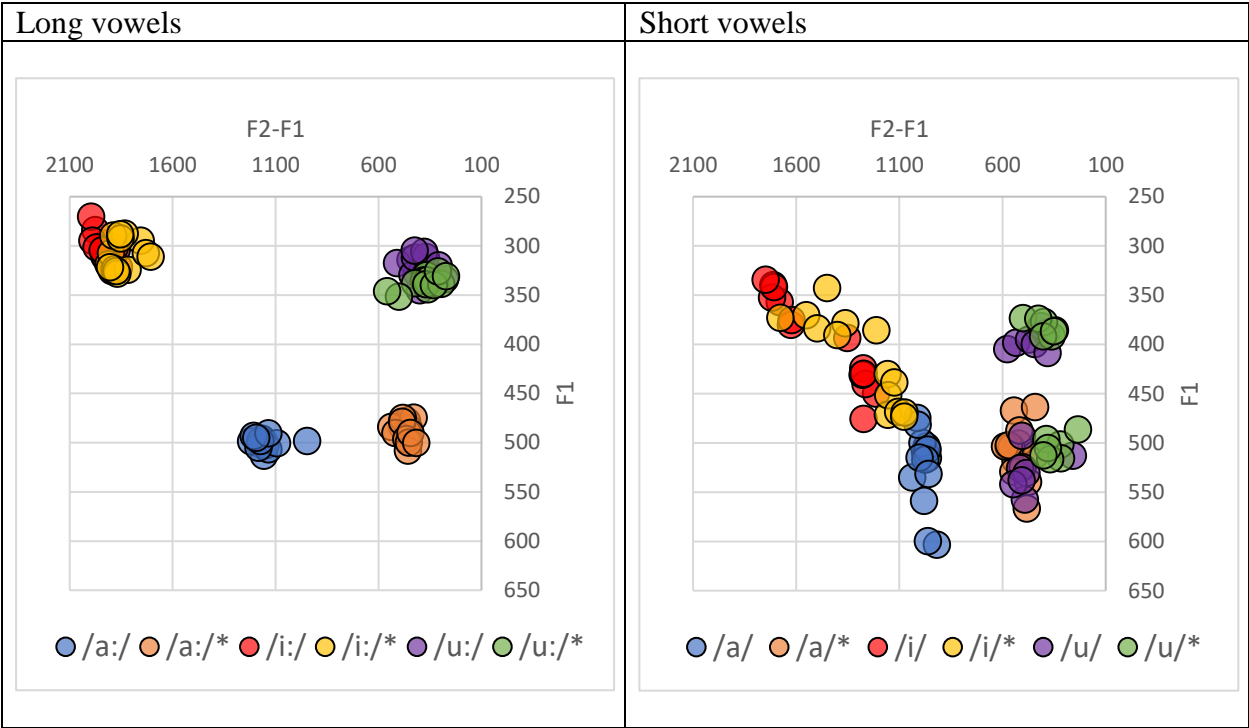 Long vowels
F2-F1
2100 1600 1100 600 100
250
300
350
400
450
500
550
600
650
F1
/a:/ /a:/* /i:/ /i:/* /u:/ /u:/*
Short vowels
F2-F1
2100 1600 1100 600 100
250
300
350
400
450
500
550
600
650
F1
/a/ /a/* /i/ /i/* /u/ /u/*